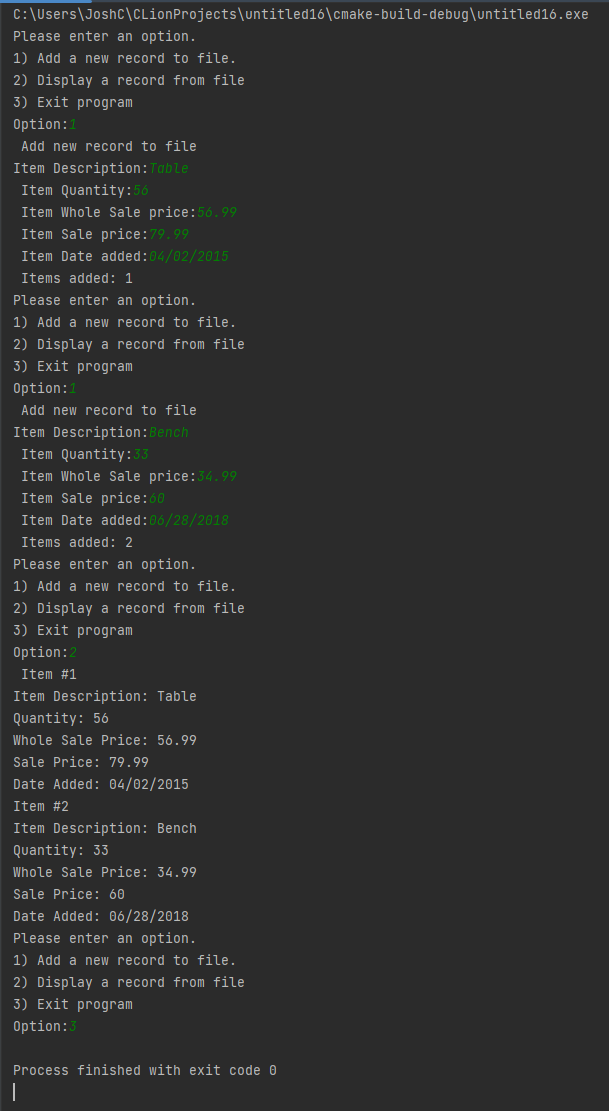 C:\Users\JoshC\CLionProjects\untitled16\cmake-build-debug\untitled16.exe
Please enter an option.
1) Add a new record to file.
2) Display a record from file
3) Exit program
Option:1
 Add new record to file
Item Description:Table
 Item Quantity:56
 Item Whole Sale price:56.99
 Item Sale price:79.99
 Item Date added:04/02/2015
 Items added: 1
Please enter an option.
1) Add a new record to file.
2) Display a record from file
3) Exit program
Option:1
 Add new record to file
Item Description:Bench
 Item Quantity:33
 Item Whole Sale price:34.99
 Item Sale price:60
 Item Date added:06/28/2018
 Items added: 2
Please enter an option.
1) Add a new record to file.
2) Display a record from file
3) Exit program
Option:2
 Item #1
Item Description: Table
Quantity: 56
Whole Sale Price: 56.99
Sale Price: 79.99
Date Added: 04/02/2015
Item #2
Item Description: Bench
Quantity: 33
Whole Sale Price: 34.99
Sale Price: 60
Date Added: 06/28/2018
Please enter an option.
1) Add a new record to file.
2) Display a record from file
3) Exit program
Option:3
Process finished with exit code 0